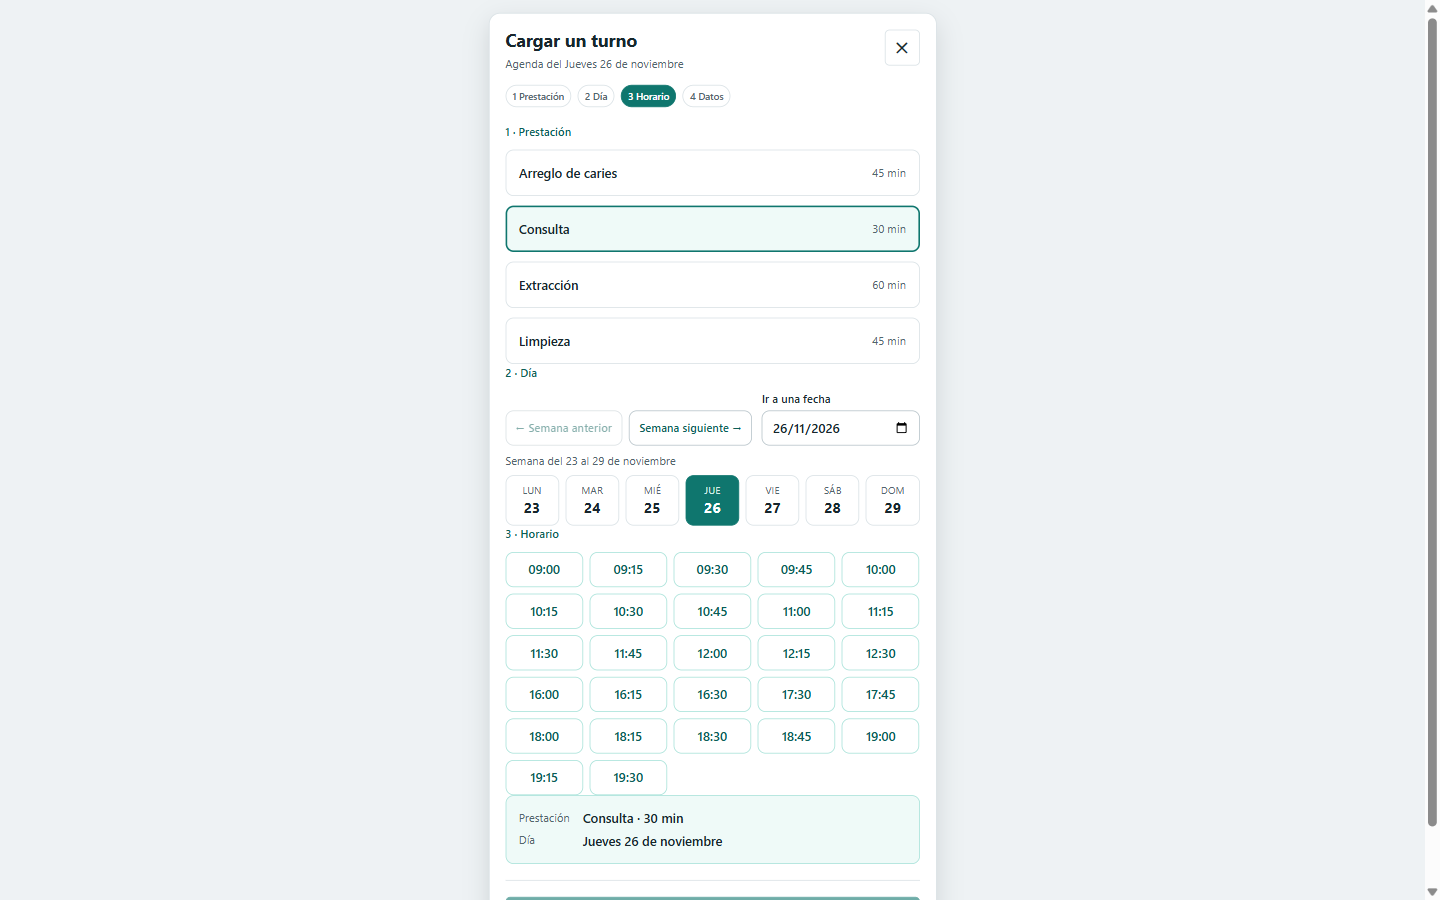 Cargar un turno
Agenda del Jueves 26 de noviembre
1 Prestación 2 Día 3 Horario 4 Datos
1 · Prestación
Arreglo de caries 45 min
Consulta 30 min
Extracción 60 min
Limpieza 45 min
2 · Día
Ir a una fecha
← Semana anterior Semana siguiente → 26/11/2026
Semana del 23 al 29 de noviembre
LUN MAR MIÉ JUE VIE SÁB DOM
23 24 25 26 27 28 29
3 · Horario
09:00 09:15 09:30 09:45 10:00
10:15 10:30 10:45 11:00 11:15
11:30 11:45 12:00 12:15 12:30
16:00 16:15 16:30 17:30 17:45
18:00 18:15 18:30 18:45 19:00
19:15 19:30
Prestación Consulta · 30 min
Día Jueves 26 de noviembre